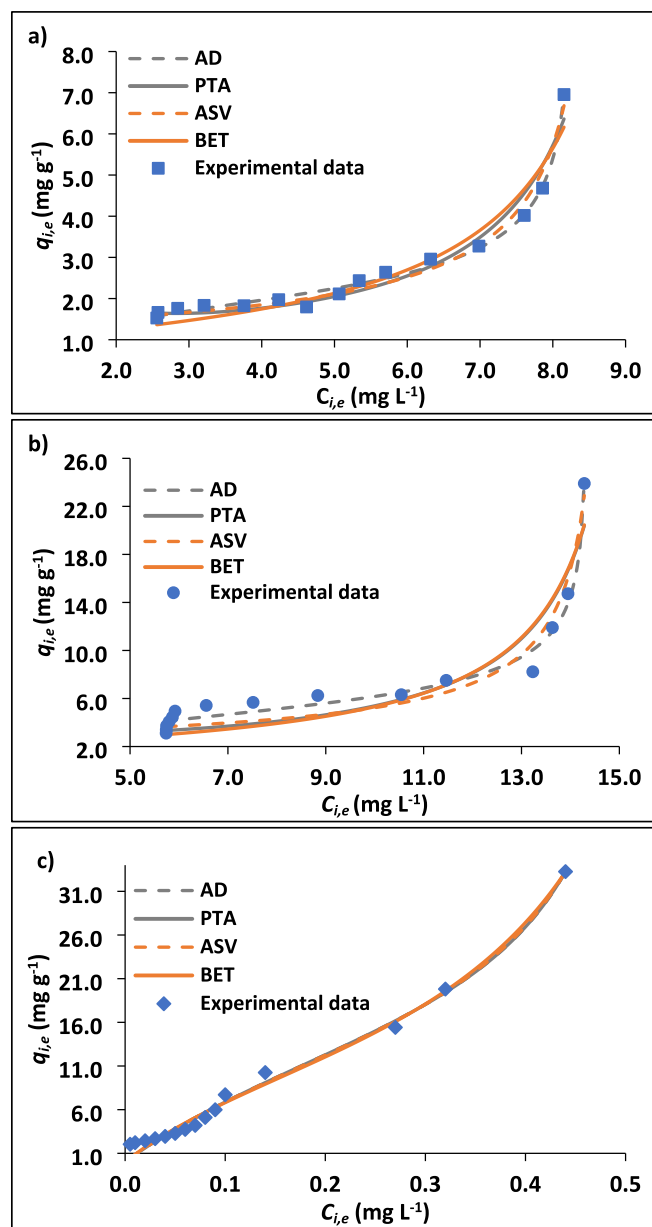 a)
8.0
7.0
6.0
5.0
4.0
3.0
2.0
1.0
q i,e (mg g-1)
AD
PTA
ASV
BET
Experimental data
2.0 3.0 4.0 5.0 6.0 7.0 8.0 9.0
C i,e (mg L-1)
b)
26.0
22.0
18.0
14.0
10.0
6.0
2.0
q i,e (mg g-1)
AD
PTA
ASV
BET
Experimental data
5.0 7.0 9.0 11.0 13.0 15.0
C i,e (mg L-1)
c)
31.0
26.0
21.0
16.0
11.0
6.0
1.0
q i,e (mg g-1)
AD
PTA
ASV
BET
Experimental data
0.0 0.1 0.2 0.3 0.4 0.5
C i,e (mg L-1)